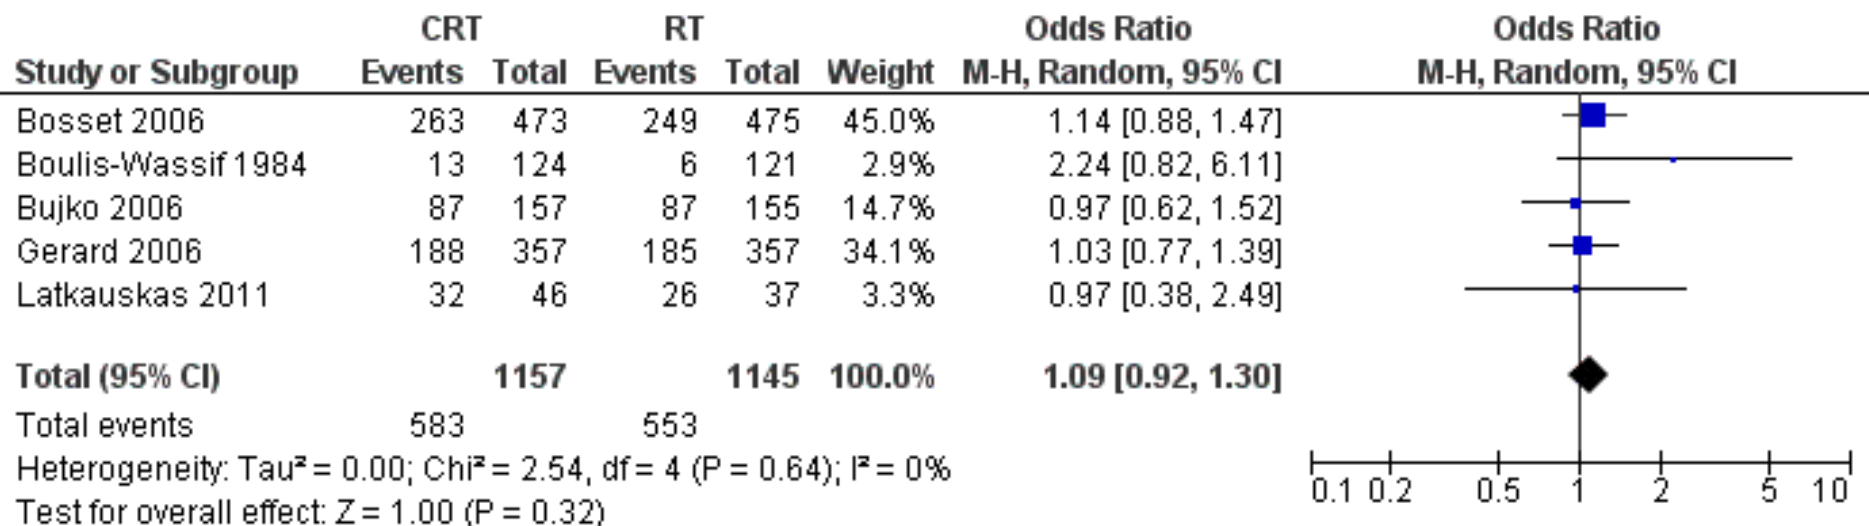 CRT RT Odds Ratio Odds Ratio
Study or Subgroup Events Total Events Total Weight M-H, Random, 95% CI M-H, Random, 95% CI
Bosset 2006 263 473 249 475 45.0% 1.14 [0.88, 1.47]
Boulis-Wassif 1984 13 124 6 121 2.9% 2.24 [0.82, 6.11]
Bujko 2006 87 157 87 155 14.7% 0.97 [0.62, 1.52]
Gerard 2006 188 357 185 357 34.1% 1.03 [0.77, 1.39]
Latkauskas 2011 32 46 26 37 3.3% 0.97 [0.38, 2.49]
Total (95% CI) 1157 1145 100.0% 1.09 [0.92, 1.30]
Total events 583 553
Heterogeneity: Tau² = 0.00; Chi² = 2.54, df = 4 (P = 0.64); I² = 0%
Test for overall effect: Z = 1.00 (P = 0.32)
0.1 0.2 0.5 1 2 5 10